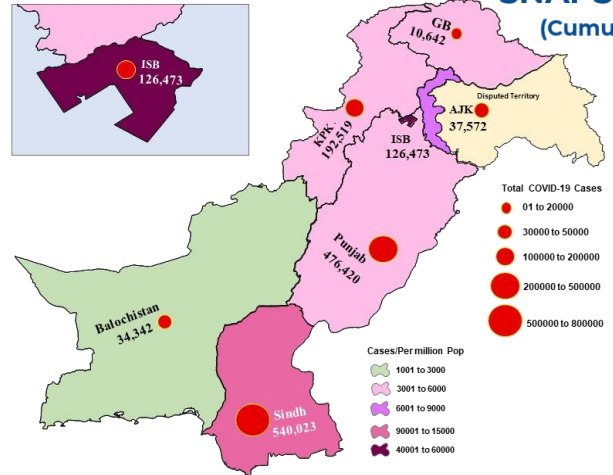 (Cumu
ISB
126,473
GB
10,642
Disputed Territory
AJK
37,572
KPK
192,519
ISB
126,473
Punjab
476,420
Balochistan
34,342
Sindh
540,023
Total COVID-19 Cases
01 to 20000
30000 to 50000
100000 to 200000
200000 to 500000
500000 to 800000
Cases/Permillion Pop
1001 to 3000
3001 to 6000
6001 to 9000
90001 to 15000
40001 to 60000